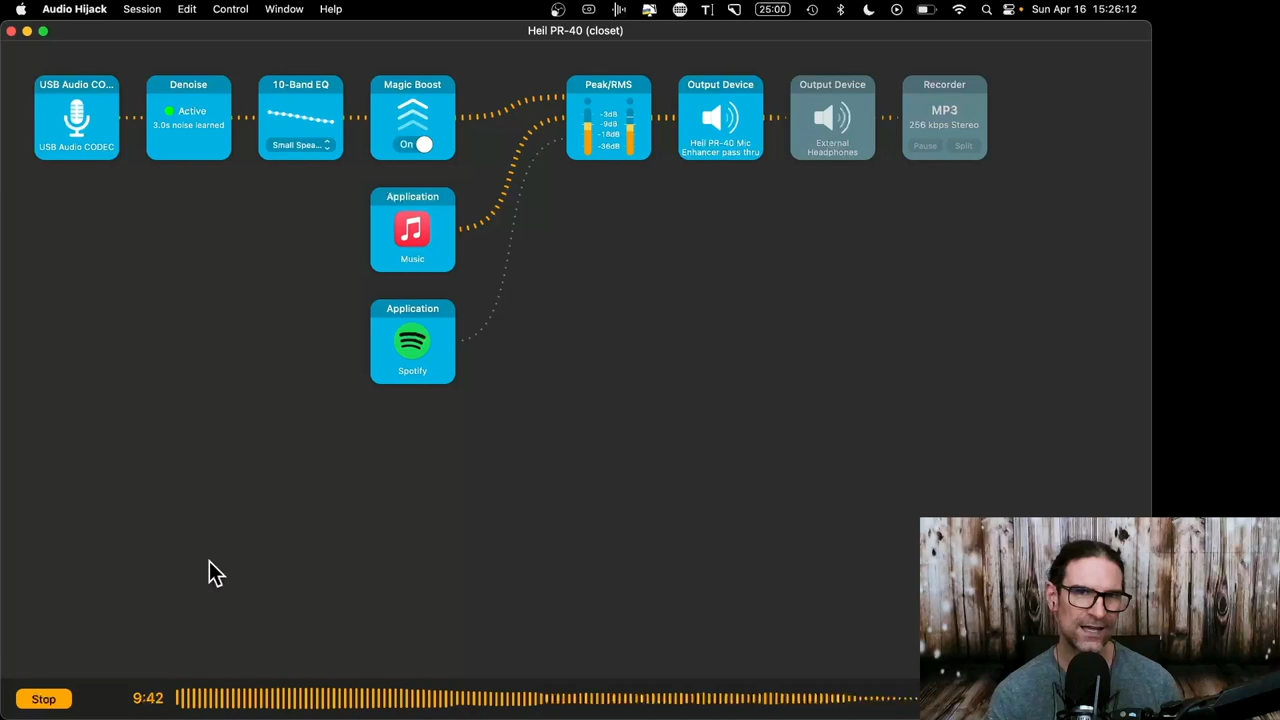 Audio Hijack Session Edit Control Window Help 25:00 Sun Apr 16 15:26:12
Heil PR-40 (closet)
USB Audio CO...
USB Audio CODEC
Denoise
Active
3.0s noise learned
10-Band EQ
Small Spea...
Magic Boost
On
Peak/RMS
-3dB
-9dB
-18dB
-36dB
Output Device
Heil PR-40 Mic
Enhancer pass thru
Output Device
External
Headphones
Recorder
MP3
256 kbps Stereo
Pause Split
Application
Music
Application
Spotify
Stop 9:42